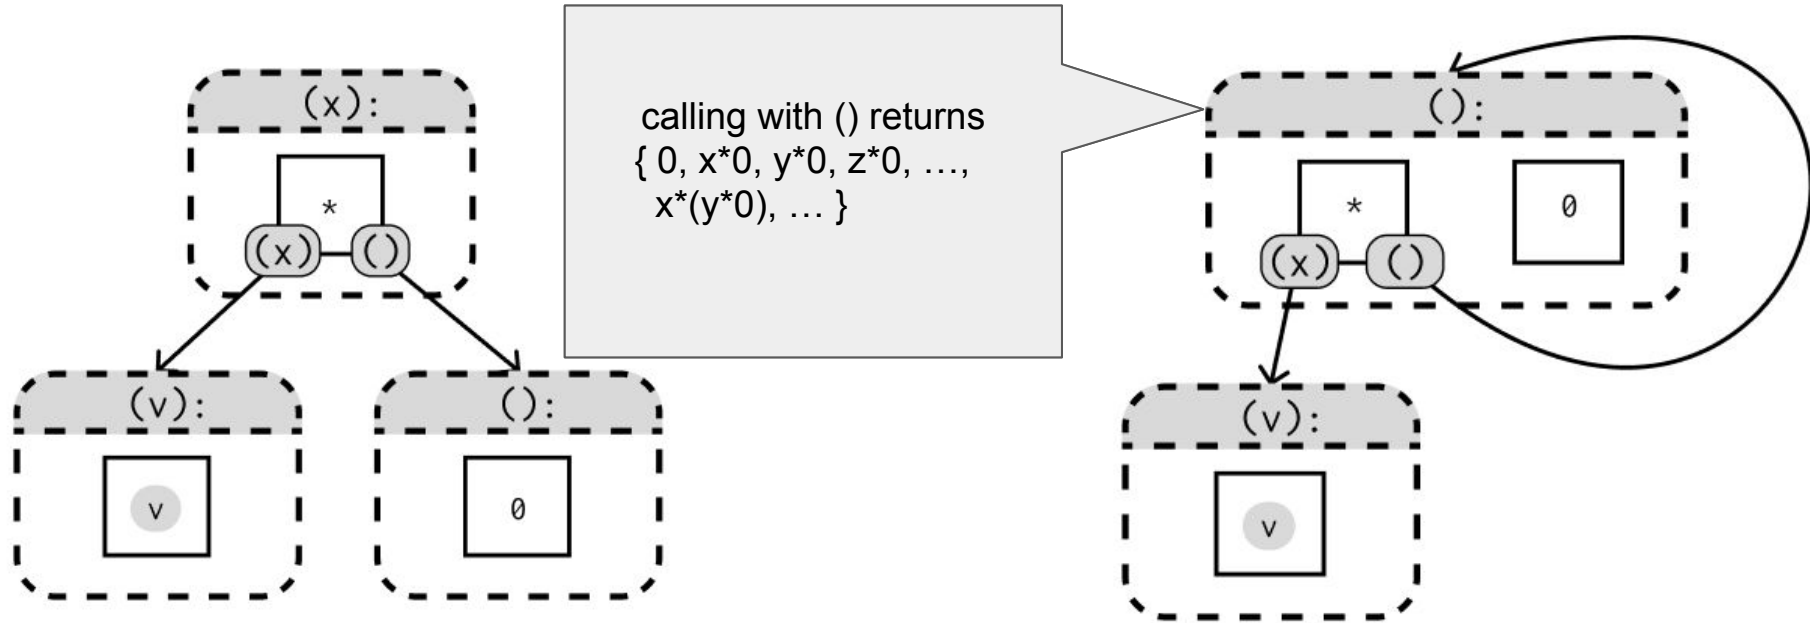 (x):
*
(x) ()
(v):
v
():
0
calling with () returns
{ 0, x*0, y*0, z*0, …,
x*(y*0), … }
():
*
0
(x) ()
(v):
v